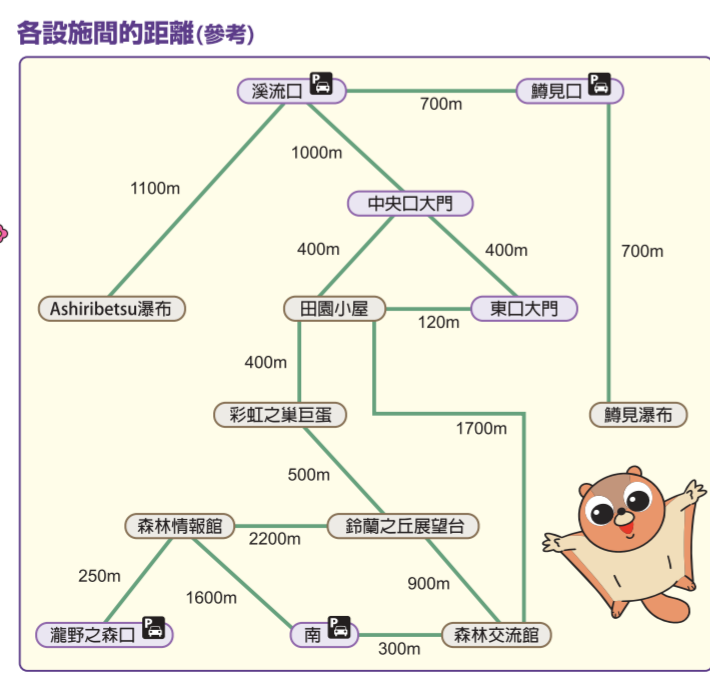 各設施間的距離(參考)
溪流口 P
鱒見口 P
700m
1000m
1100m
中央口大門
400m
400m
700m
Ashiribetsu瀑布
田園小屋
東口大門
120m
400m
彩虹之巢巨蛋
鱒見瀑布
1700m
500m
森林情報館
鈴蘭之丘展望台
2200m
250m
900m
1600m
瀧野之森口 P
南 P
森林交流館
300m